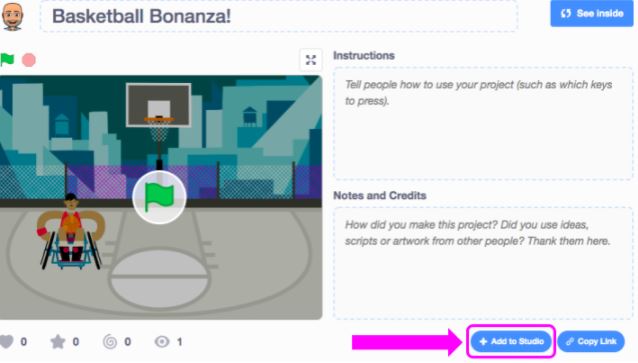 Basketball Bonanza!
See inside
Instructions
Tell people how to use your project (such as which keys
to press).
Notes and Credits
How did you make this project? Did you use ideas,
scripts or artwork from other people? Thank them here.
0 0 0 1
+ Add to Studio Copy Link